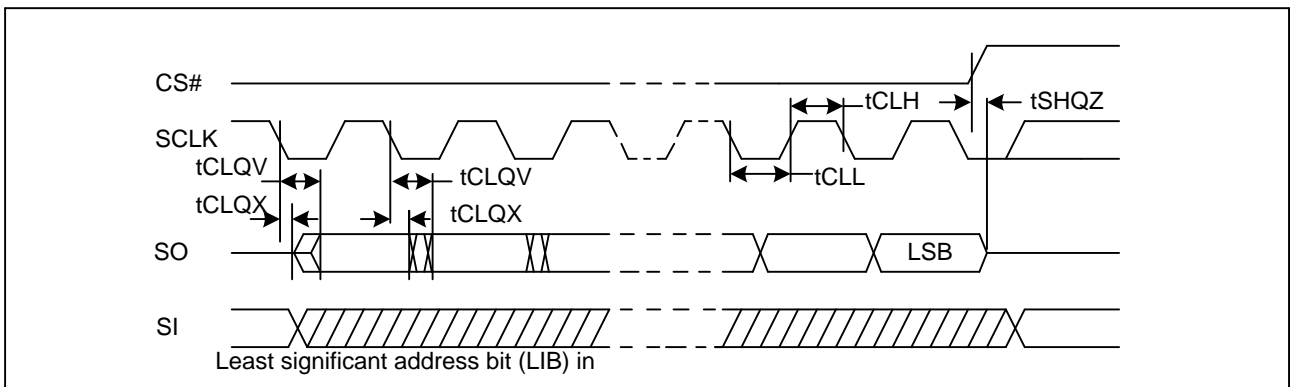 CS#
tCLH
tSHQZ
SCLK
tCLQV
tCLQV
tCLL
tCLQX
tCLQX
SO
LSB
SI
Least significant address bit (LIB) in